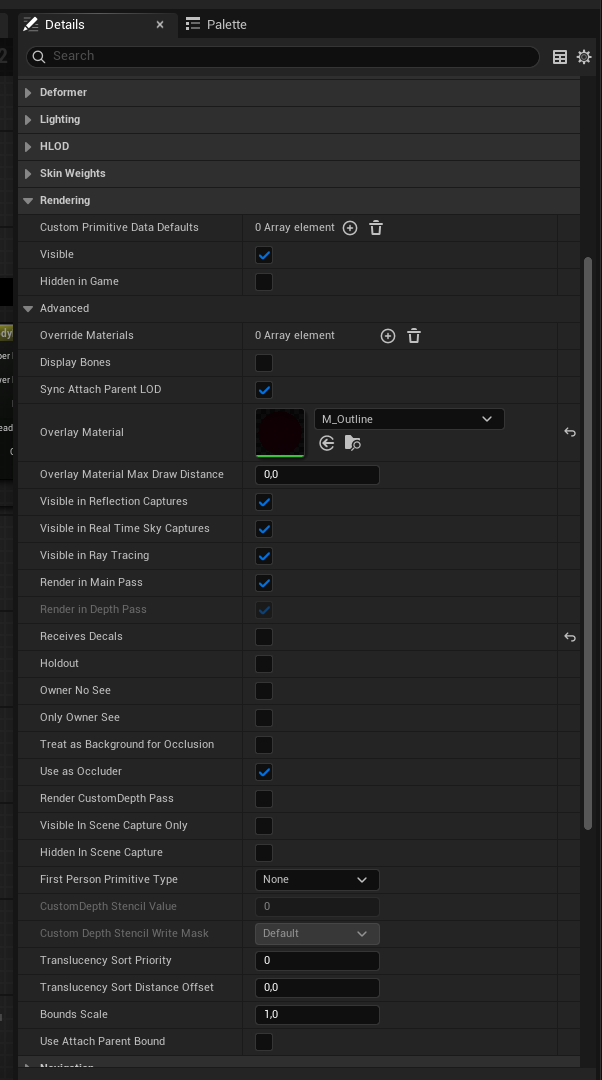 Details
Palette
Search
Deformer
Lighting
HLOD
Skin Weights
Rendering
Custom Primitive Data Defaults 0 Array element
Visible
Hidden in Game
Advanced
Override Materials 0 Array element
Display Bones
Sync Attach Parent LOD
Overlay Material M_Outline
Overlay Material Max Draw Distance 0,0
Visible in Reflection Captures
Visible in Real Time Sky Captures
Visible in Ray Tracing
Render in Main Pass
Render in Depth Pass
Receives Decals
Holdout
Owner No See
Only Owner See
Treat as Background for Occlusion
Use as Occluder
Render CustomDepth Pass
Visible In Scene Capture Only
Hidden In Scene Capture
First Person Primitive Type None
CustomDepth Stencil Value 0
Custom Depth Stencil Write Mask Default
Translucency Sort Priority 0
Translucency Sort Distance Offset 0,0
Bounds Scale 1,0
Use Attach Parent Bound